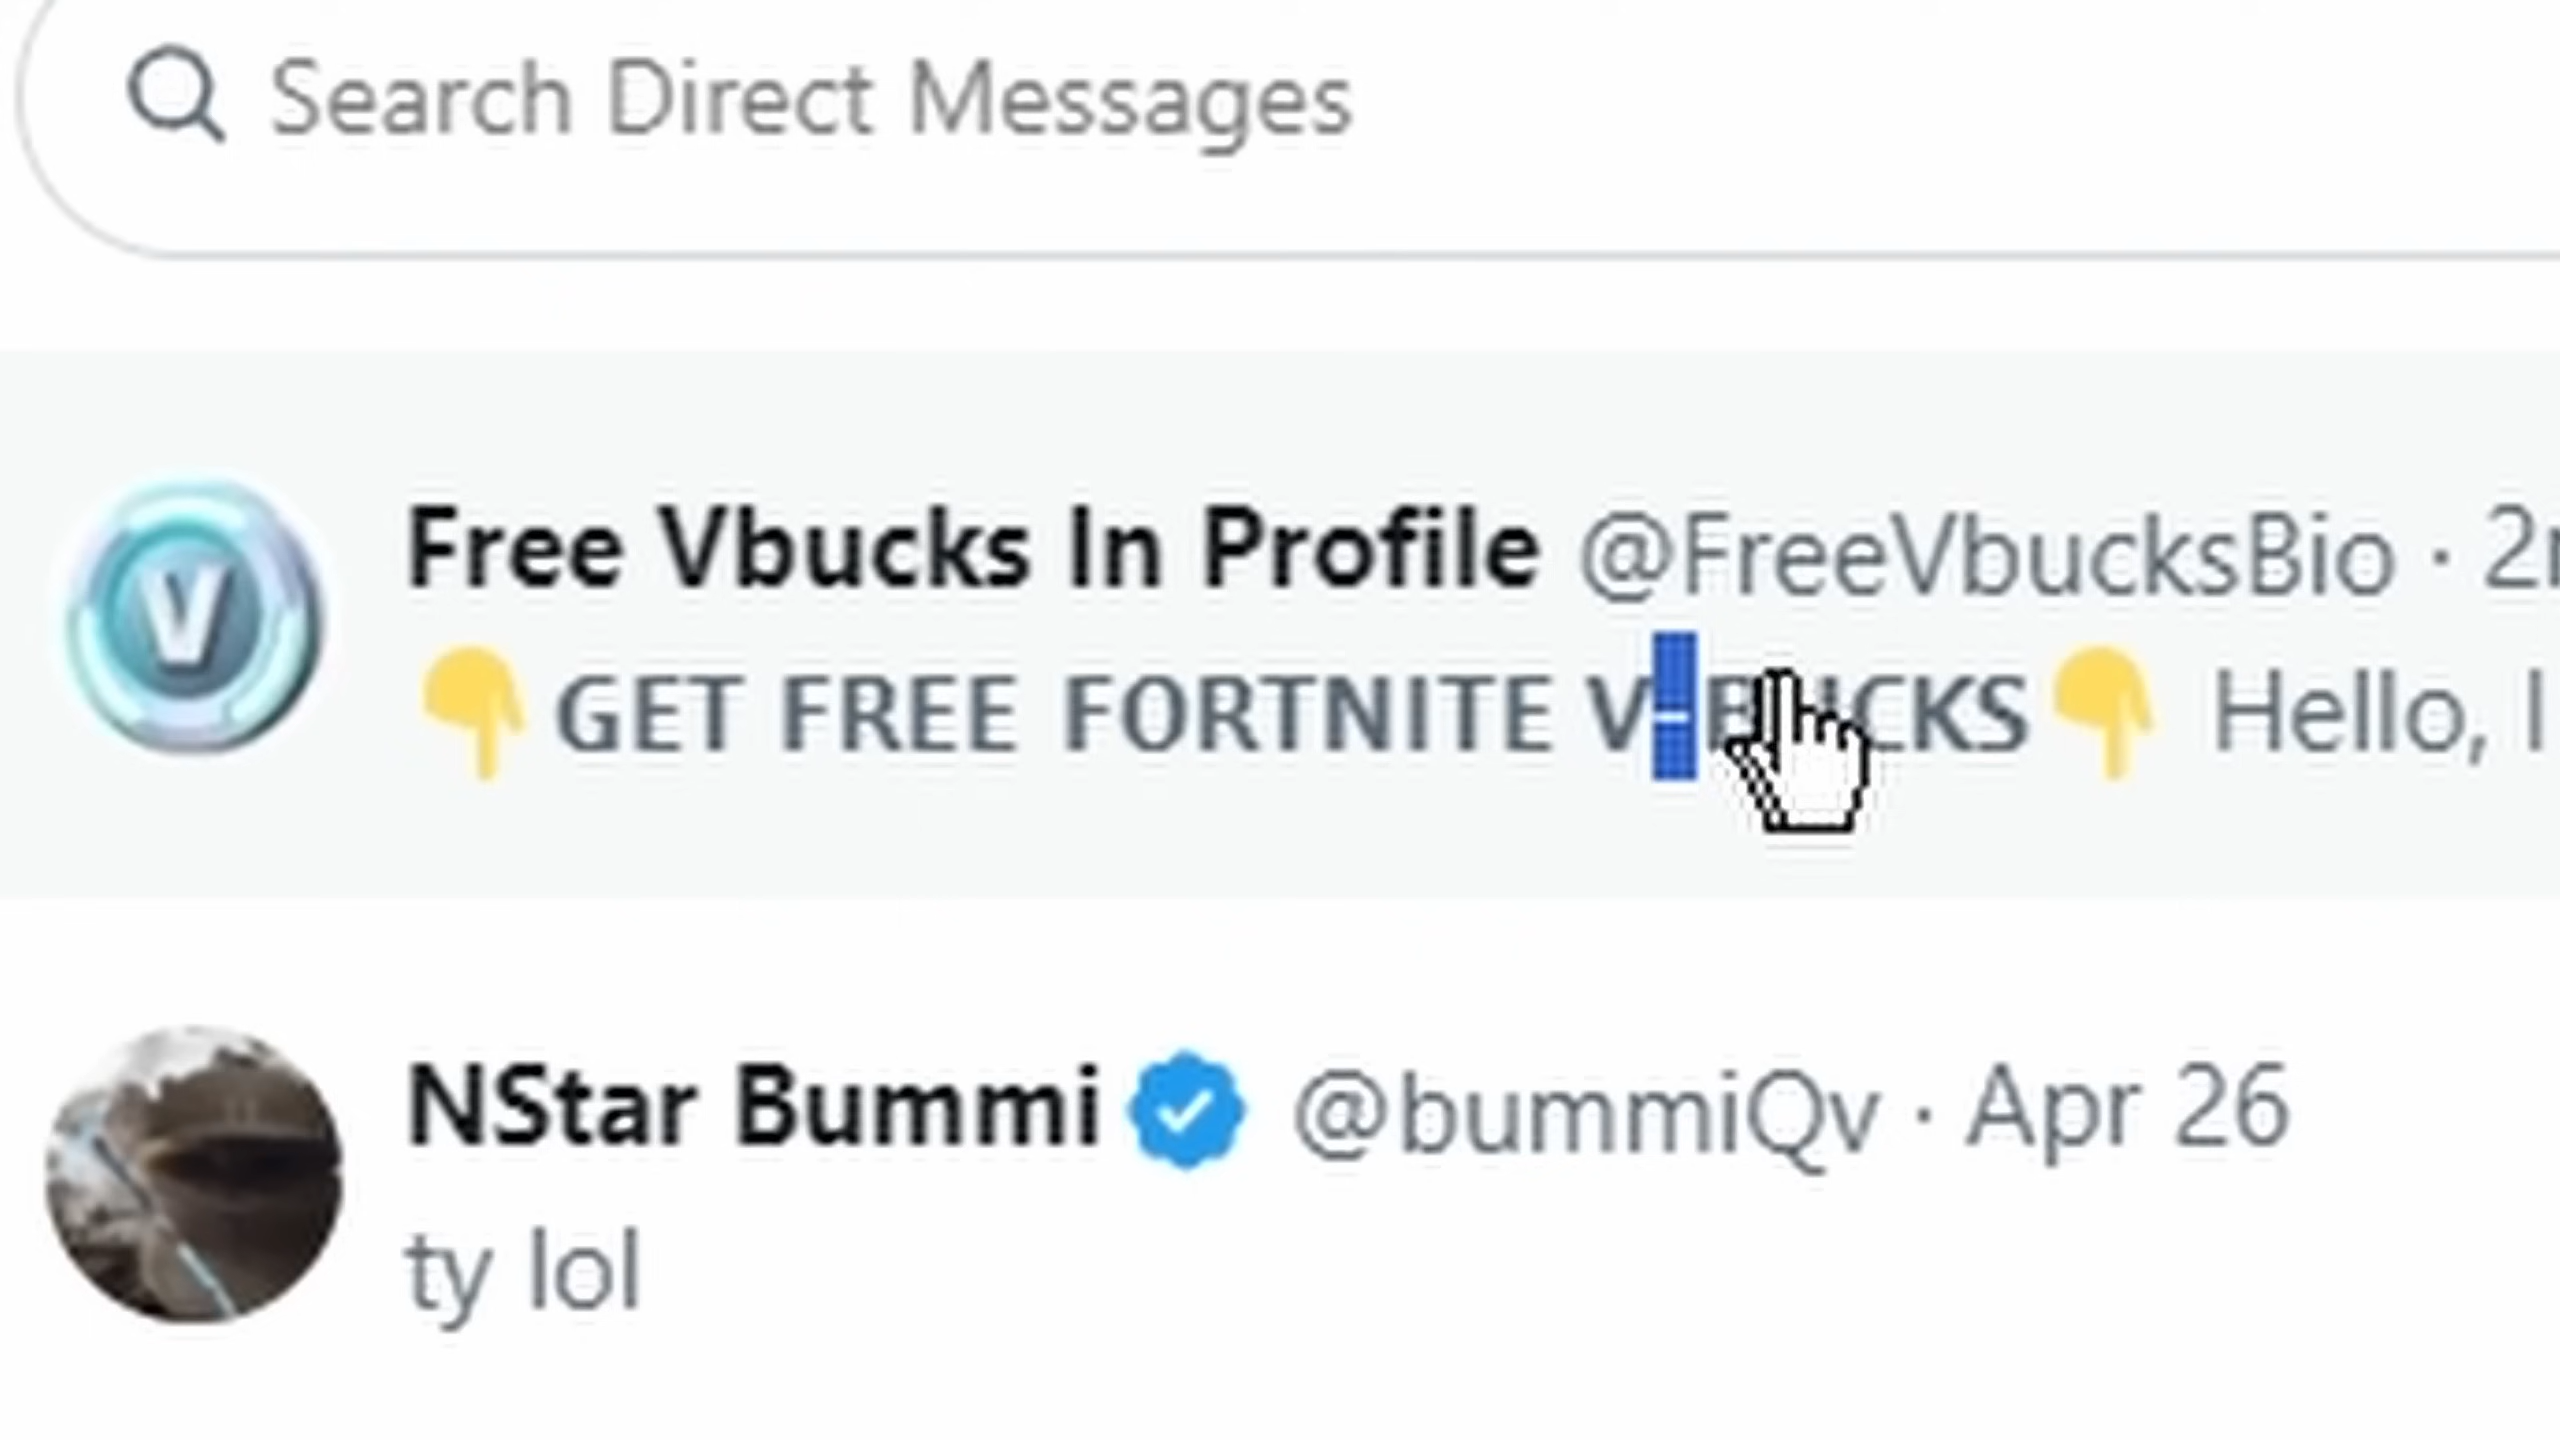 Search Direct Messages
Free Vbucks In Profile @FreeVbucksBio ·
👇GET FREE FORTNITE V-BUCKS👇 Hello, I
V
NStar Bummi @bummiQv · Apr 26
ty lol